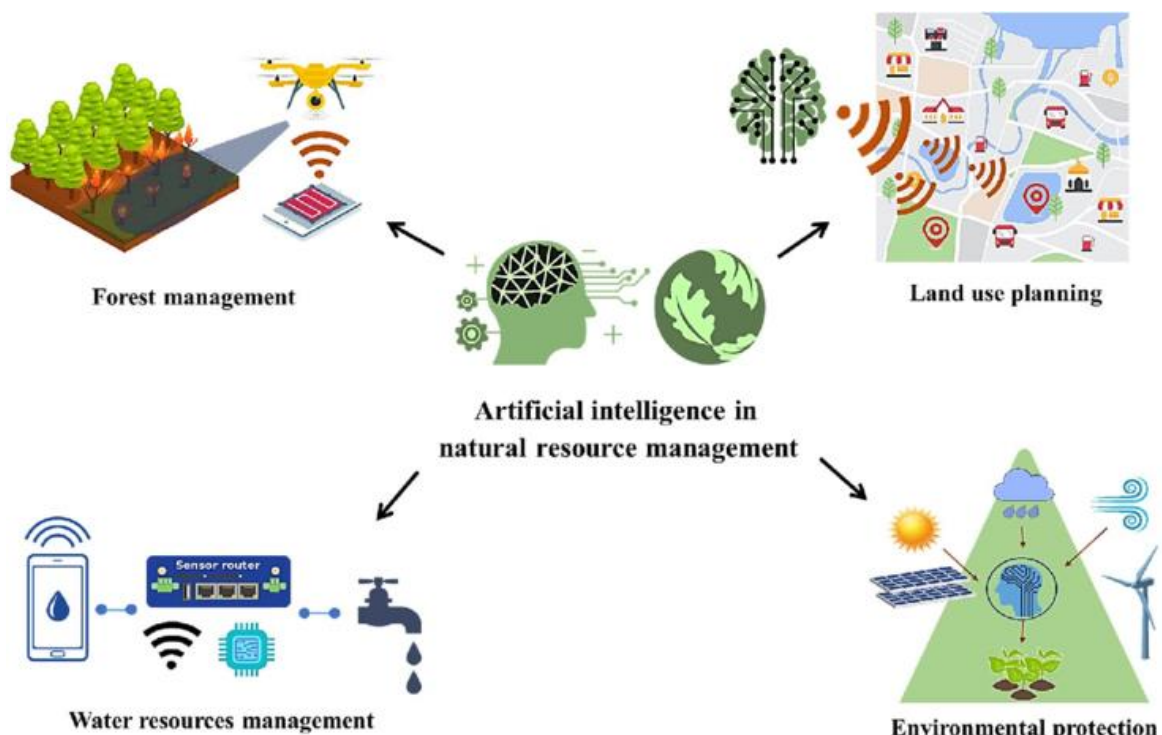 Forest management
Land use planning
Artificial intelligence in
natural resource management
Sensor router
Water resources management
Environmental protection